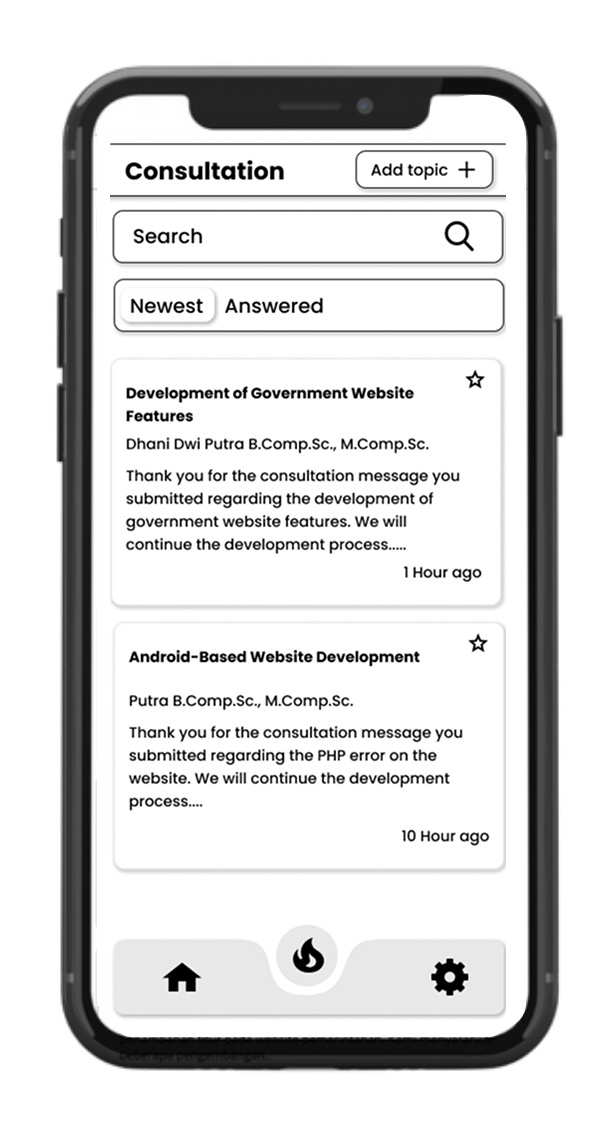 Consultation
Add topic +
Search
Newest Answered
Development of Government Website
Features
Dhani Dwi Putra B.Comp.Sc., M.Comp.Sc.
Thank you for the consultation message you
submitted regarding the development of
government website features. We will
continue the development process.....
1 Hour ago
Android-Based Website Development
Putra B.Comp.Sc., M.Comp.Sc.
Thank you for the consultation message you
submitted regarding the PHP error on the
website. We will continue the development
process....
10 Hour ago
beberapa pengembangan..